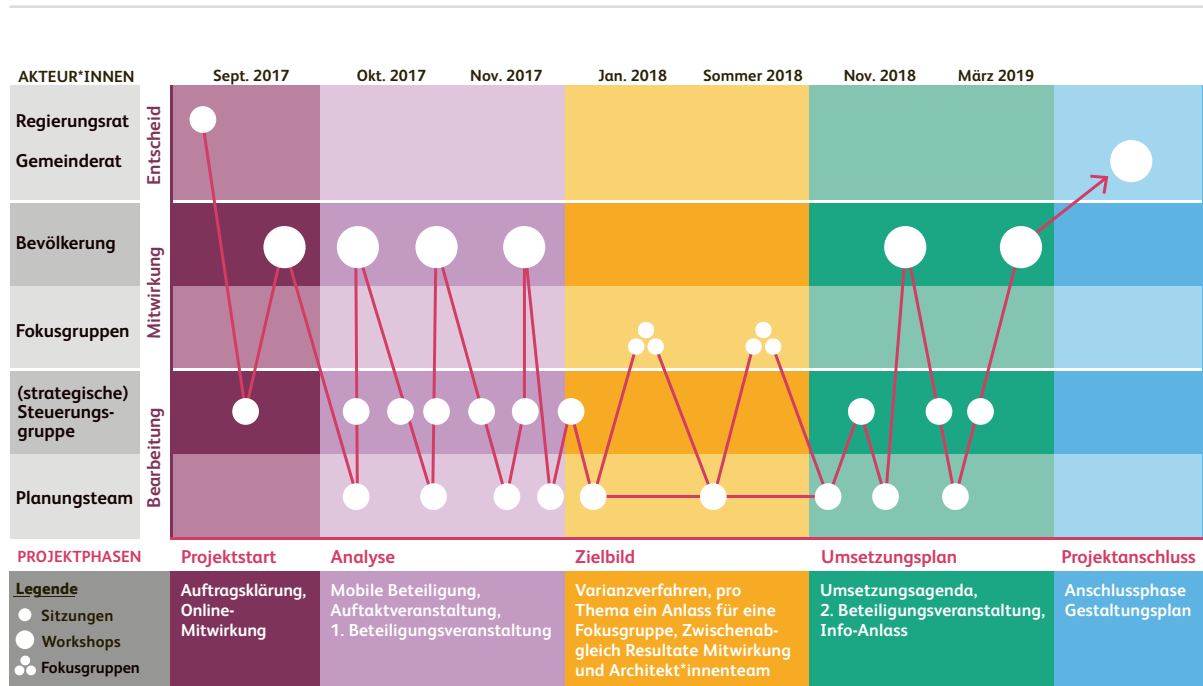 AKTEUR*INNEN
Sept. 2017
Okt. 2017
Nov. 2017
Jan. 2018
Sommer 2018
Nov. 2018
März 2019
Regierungsrat
Gemeinderat
Entscheid
Bevölkerung
Fokusgruppen
Mitwirkung
(strategische)
Steuerungs-
gruppe
Planungsteam
Bearbeitung
PROJEKTPHASEN
Projektstart
Analyse
Zielbild
Umsetzungsplan
Projektanschluss
Legende
Sitzungen
Workshops
Fokusgruppen
Auftragsklärung,
Online-
Mitwirkung
Mobile Beteiligung,
Auftaktveranstaltung,
1. Beteiligungsveranstaltung
Varianzverfahren, pro
Thema ein Anlass für eine
Fokusgruppe, Zwischenab-
gleich Resultate Mitwirkung
und Architekt*innenteam
Umsetzungsagenda,
2. Beteiligungsveranstaltung,
Info-Anlass
Anschlussphase
Gestaltungsplan